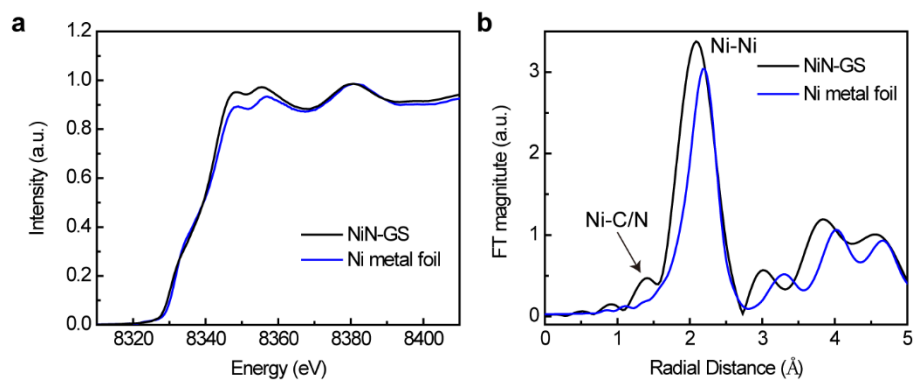 a
Intensity (a.u.)
1.2
1.0
0.8
0.6
0.4
0.2
0.0
NiN-GS
Ni metal foil
8320 8340 8360 8380 8400
Energy (eV)
b
FT magnitute (a.u.)
3
2
1
0
Ni-Ni
NiN-GS
Ni metal foil
Ni-C/N
0 1 2 3 4 5
Radial Distance (Å)